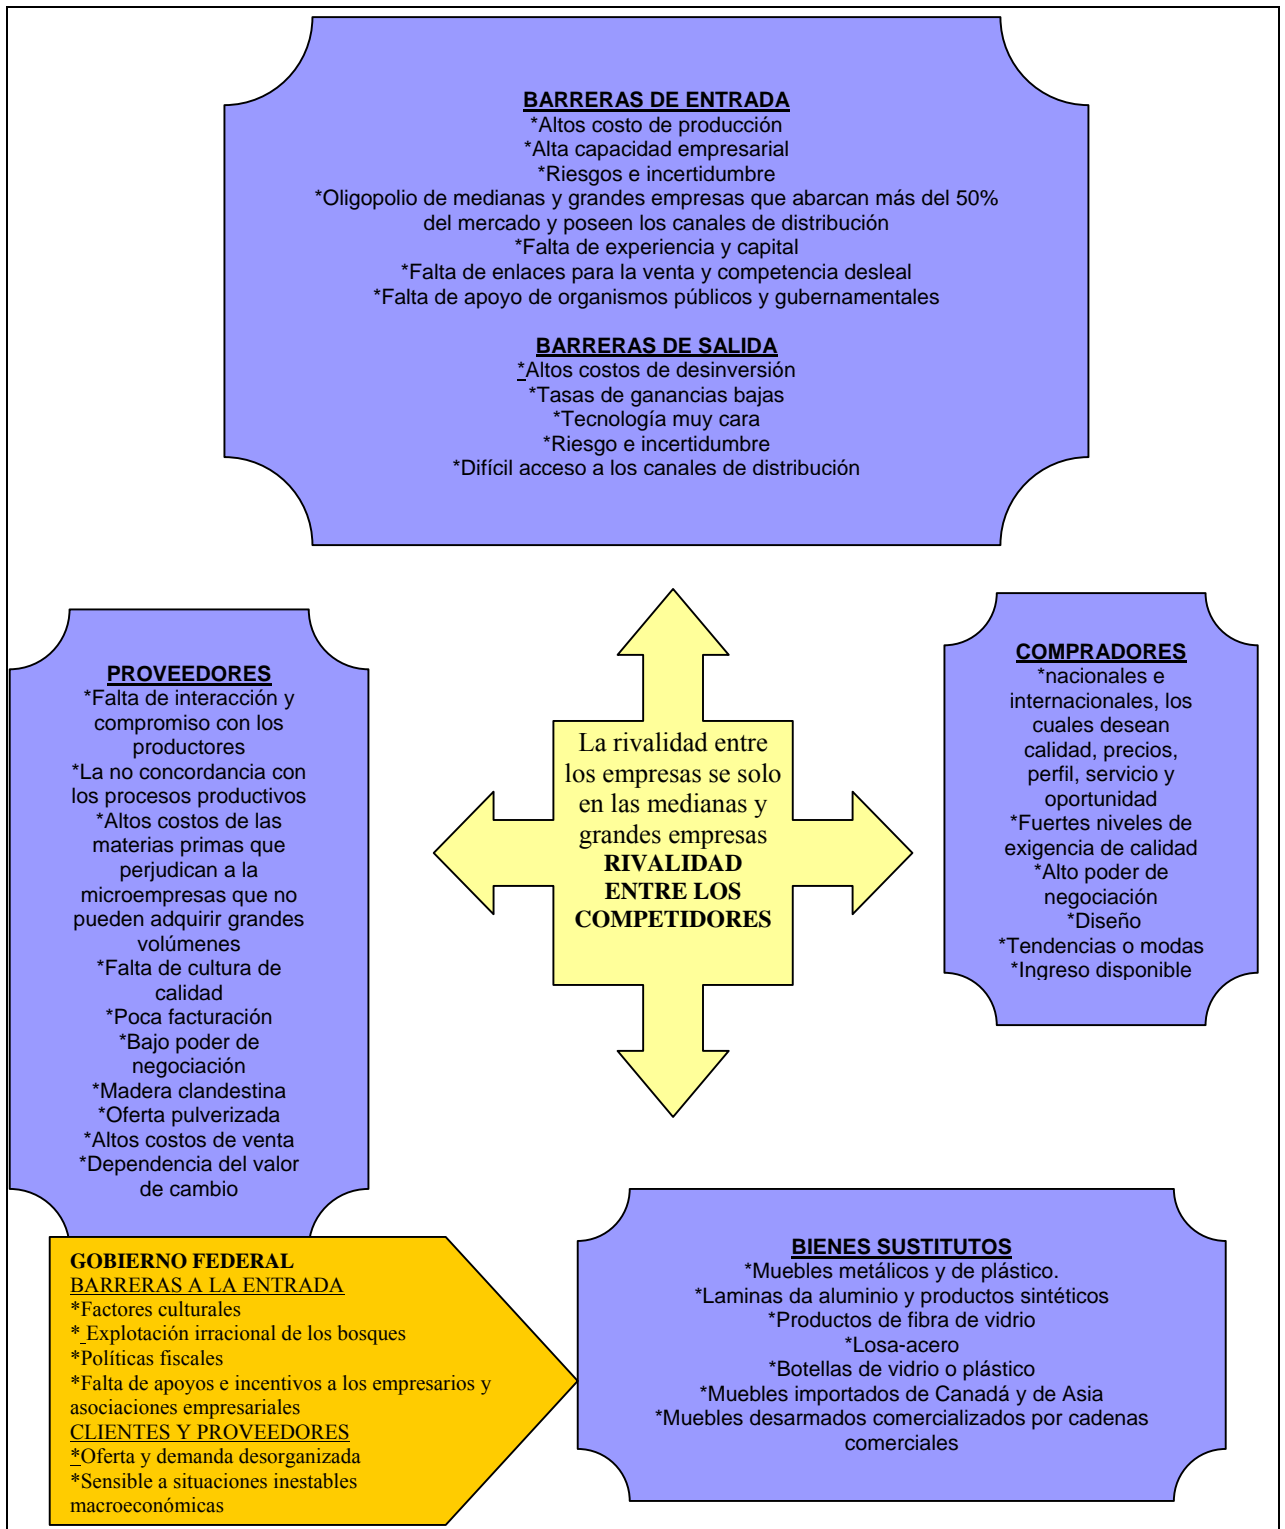 BARRERAS DE ENTRADA
*Altos costo de producción
*Alta capacidad empresarial
*Riesgos e incertidumbre
*Oligopolio de medianas y grandes empresas que abarcan más del 50%
del mercado y poseen los canales de distribución
*Falta de experiencia y capital
*Falta de enlaces para la venta y competencia desleal
*Falta de apoyo de organismos públicos y gubernamentales
BARRERAS DE SALIDA
*Altos costos de desinversión
*Tasas de ganancias bajas
*Tecnología muy cara
*Riesgo e incertidumbre
*Difícil acceso a los canales de distribución
PROVEEDORES
*Falta de interacción y
compromiso con los
productores
*La no concordancia con
los procesos productivos
*Altos costos de las
materias primas que
perjudican a la
microempresas que no
pueden adquirir grandes
volúmenes
*Falta de cultura de
calidad
*Poca facturación
*Bajo poder de
negociación
*Madera clandestina
*Oferta pulverizada
*Altos costos de venta
*Dependencia del valor
de cambio
La rivalidad entre
los empresas se solo
en las medianas y
grandes empresas
RIVALIDAD
ENTRE LOS
COMPETIDORES
COMPRADORES
*nacionales e
internacionales, los
cuales desean
calidad, precios,
perfil, servicio y
oportunidad
*Fuertes niveles de
exigencia de calidad
*Alto poder de
negociación
*Diseño
*Tendencias o modas
*Ingreso disponible
GOBIERNO FEDERAL
BARRERAS A LA ENTRADA
*Factores culturales
* Explotación irracional de los bosques
*Políticas fiscales
*Falta de apoyos e incentivos a los empresarios y
asociaciones empresariales
CLIENTES Y PROVEEDORES
*Oferta y demanda desorganizada
*Sensible a situaciones inestables
macroeconómicas
BIENES SUSTITUTOS
*Muebles metálicos y de plástico.
*Laminas da aluminio y productos sintéticos
*Productos de fibra de vidrio
*Losa-acero
*Botellas de vidrio o plástico
*Muebles importados de Canadá y de Asia
*Muebles desarmados comercializados por cadenas
comerciales